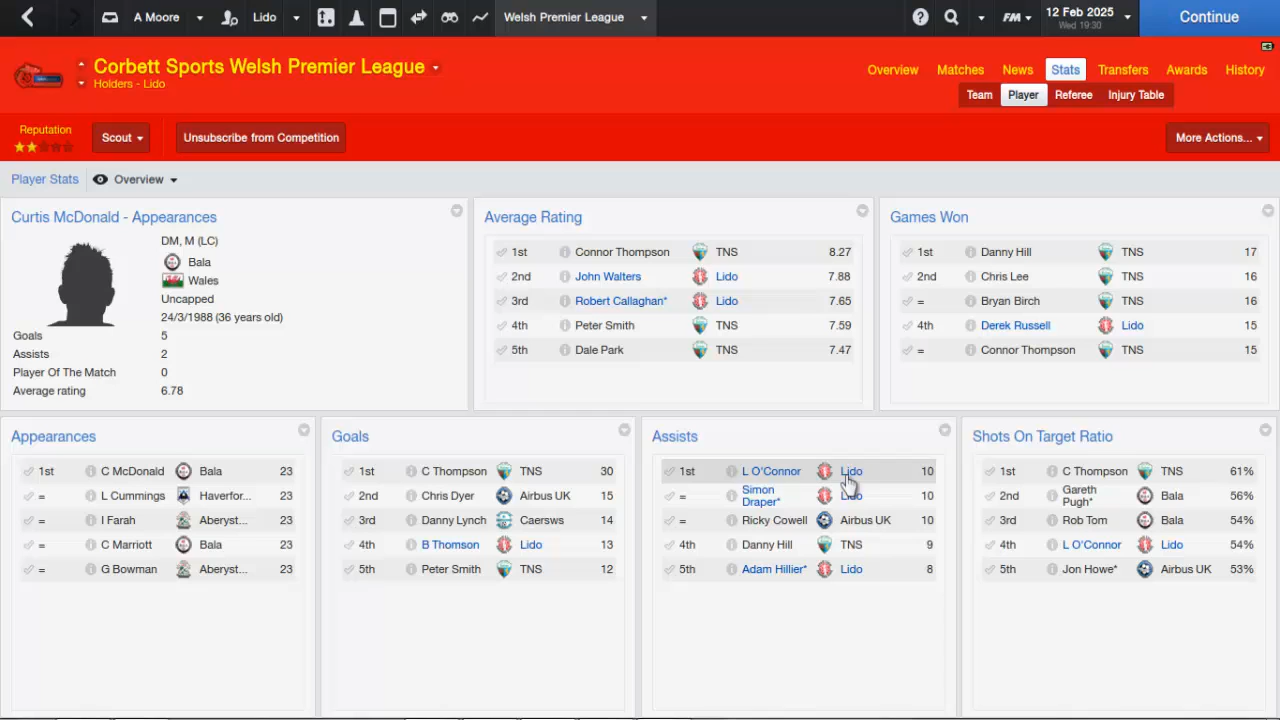 A Moore Lido Welsh Premier League FM 12 Feb 2025 Continue
Wed 19:30
Corbett Sports Welsh Premier League
Holders - Lido
Overview Matches News Stats Transfers Awards History
Team Player Referee Injury Table
Reputation
Scout Unsubscribe from Competition More Actions...
Player Stats Overview
Curtis McDonald - Appearances
DM, M (LC)
Bala
Wales
Uncapped
24/3/1988 (36 years old)
Goals 5
Assists 2
Player Of The Match 0
Average rating 6.78
Average Rating
1st Connor Thompson TNS 8.27
2nd John Walters Lido 7.88
3rd Robert Callaghan* Lido 7.65
4th Peter Smith TNS 7.59
5th Dale Park TNS 7.47
Games Won
1st Danny Hill TNS 17
2nd Chris Lee TNS 16
= Bryan Birch TNS 16
4th Derek Russell Lido 15
= Connor Thompson TNS 15
Appearances
1st C McDonald Bala 23
= L Cummings Haverfor... 23
= I Farah Aberyst... 23
= C Marriott Bala 23
= G Bowman Aberyst... 23
Goals
1st C Thompson TNS 30
2nd Chris Dyer Airbus UK 15
3rd Danny Lynch Caersws 14
4th B Thomson Lido 13
5th Peter Smith TNS 12
Assists
1st L O'Connor Lido 10
= Simon Draper* Lido 10
= Ricky Cowell Airbus UK 10
4th Danny Hill TNS 9
5th Adam Hillier* Lido 8
Shots On Target Ratio
1st C Thompson TNS 61%
2nd Gareth Pugh* Bala 56%
3rd Rob Tom Bala 54%
4th L O'Connor Lido 54%
5th Jon Howe* Airbus UK 53%